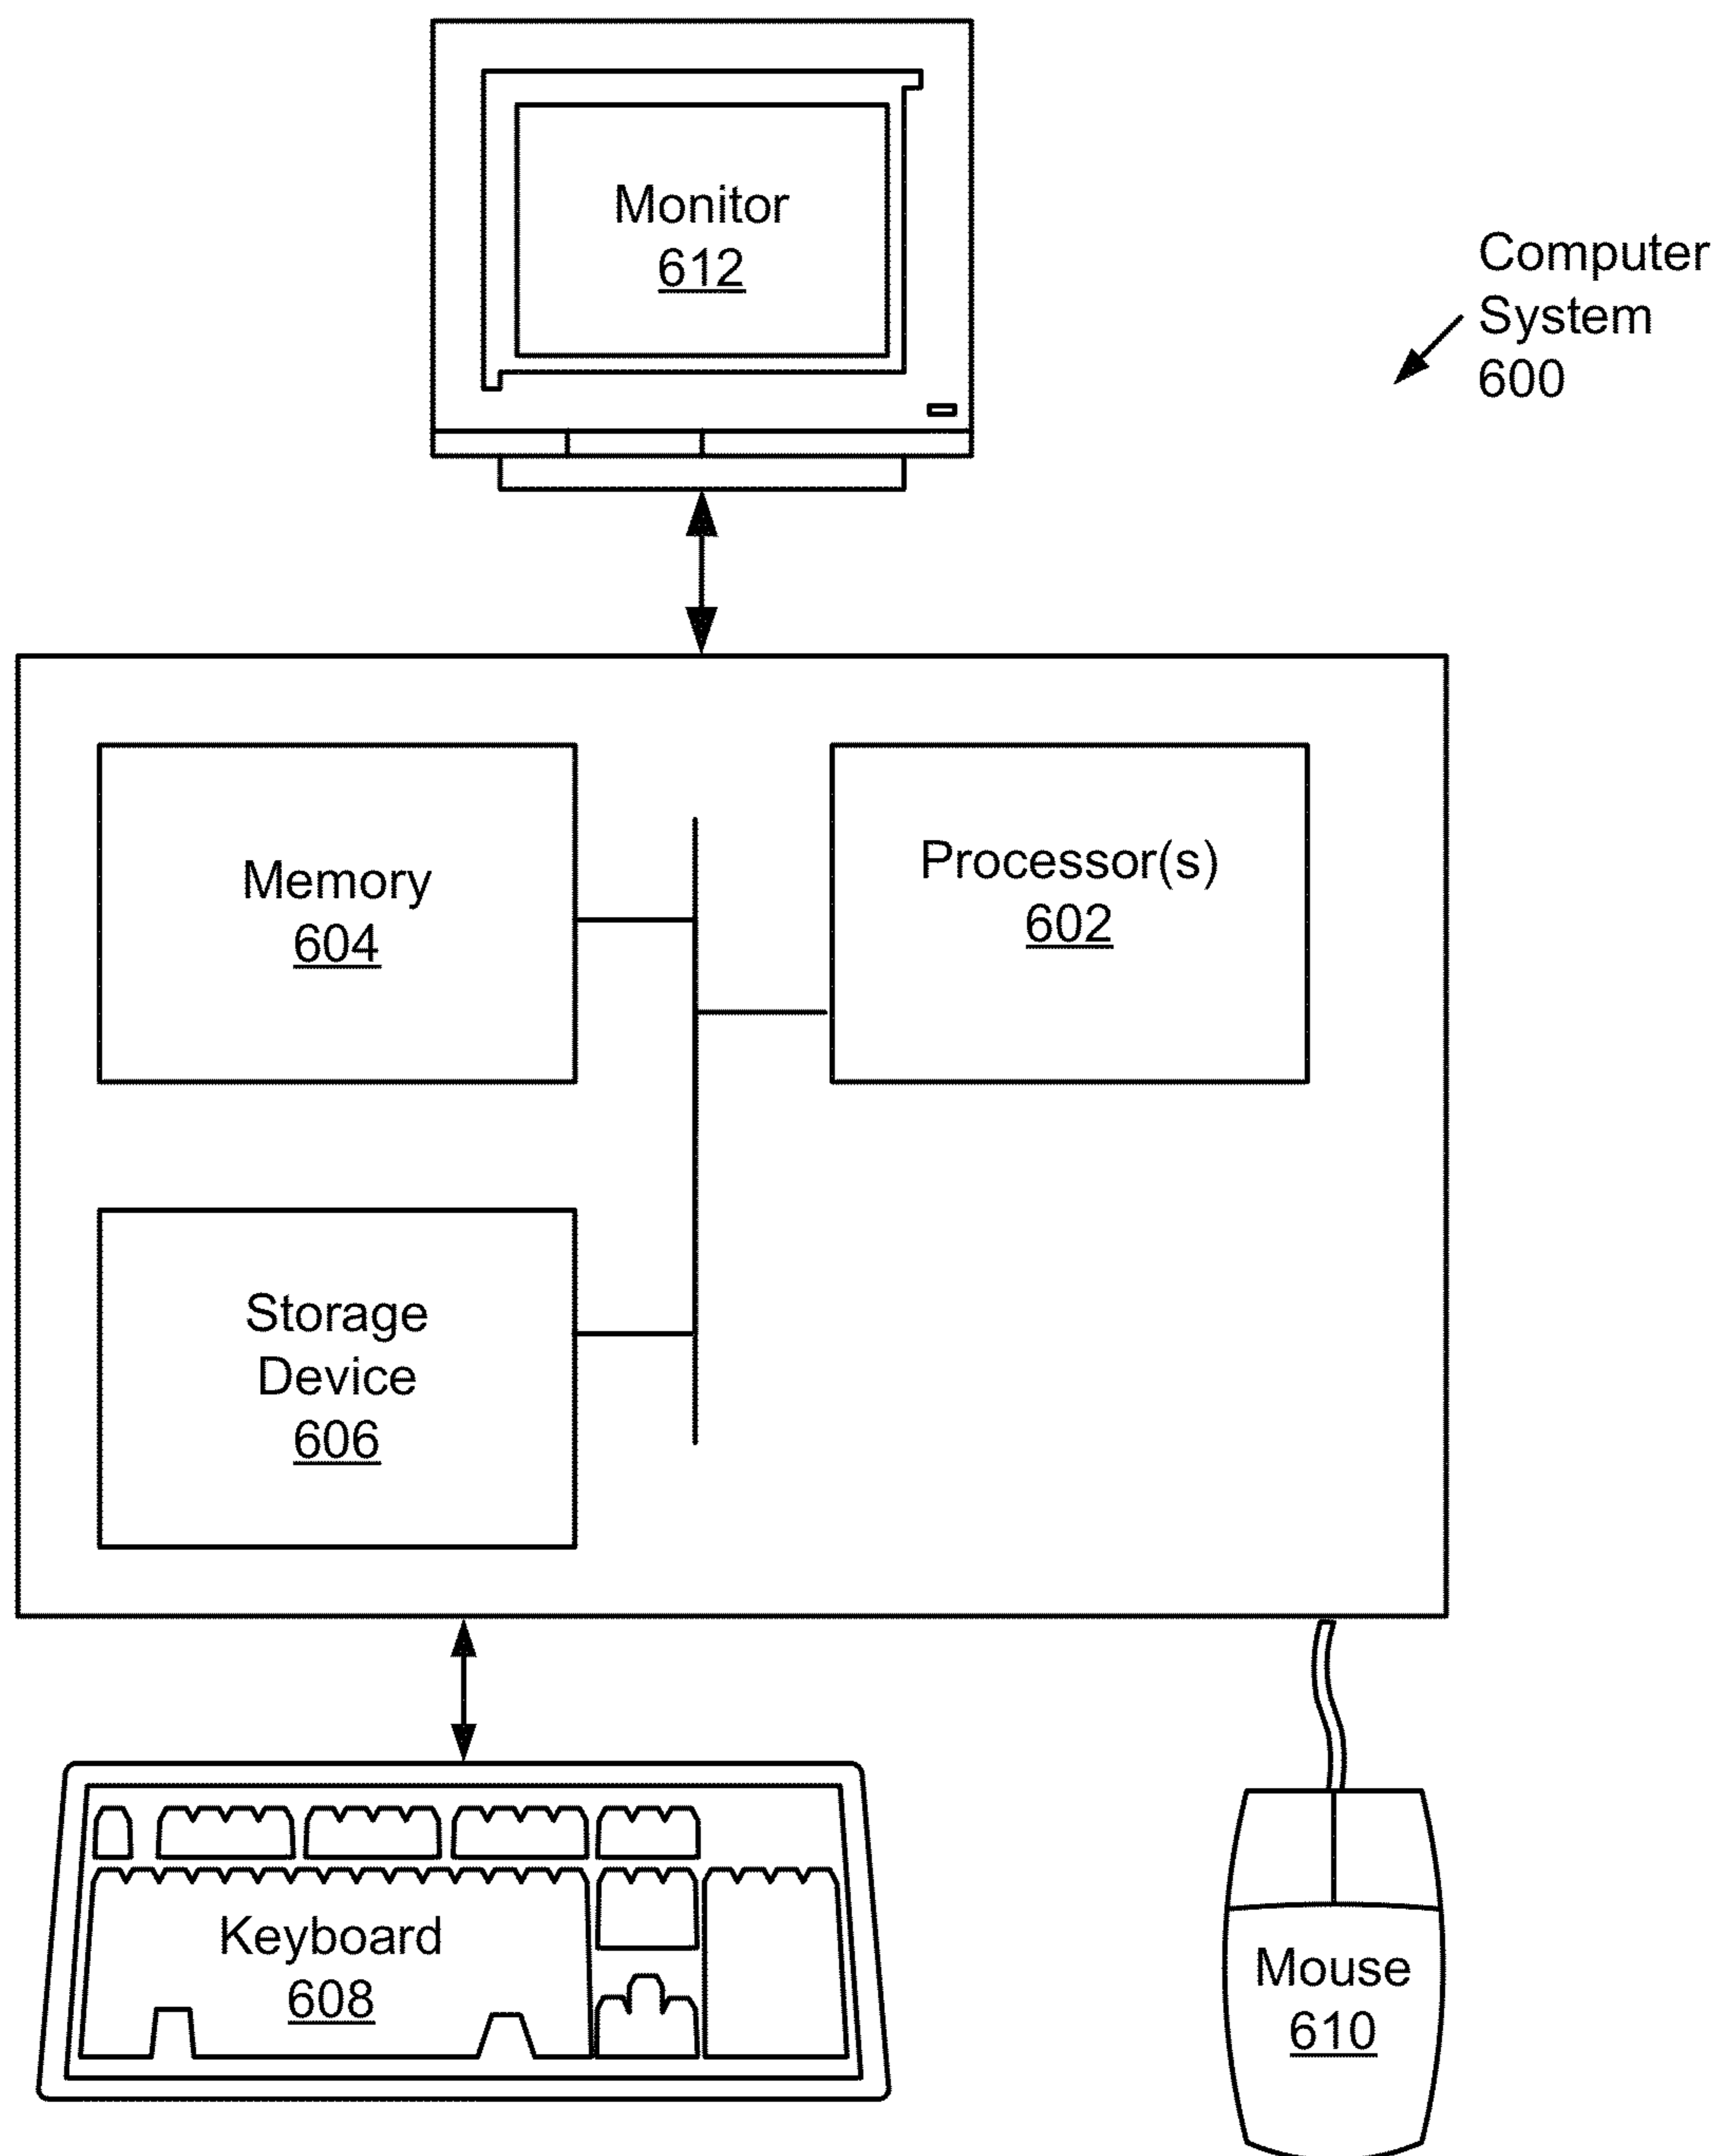 Monitor
612
Computer
System
600
Memory
604
Processor(s)
602
Storage
Device
606
Keyboard
608
Mouse
610